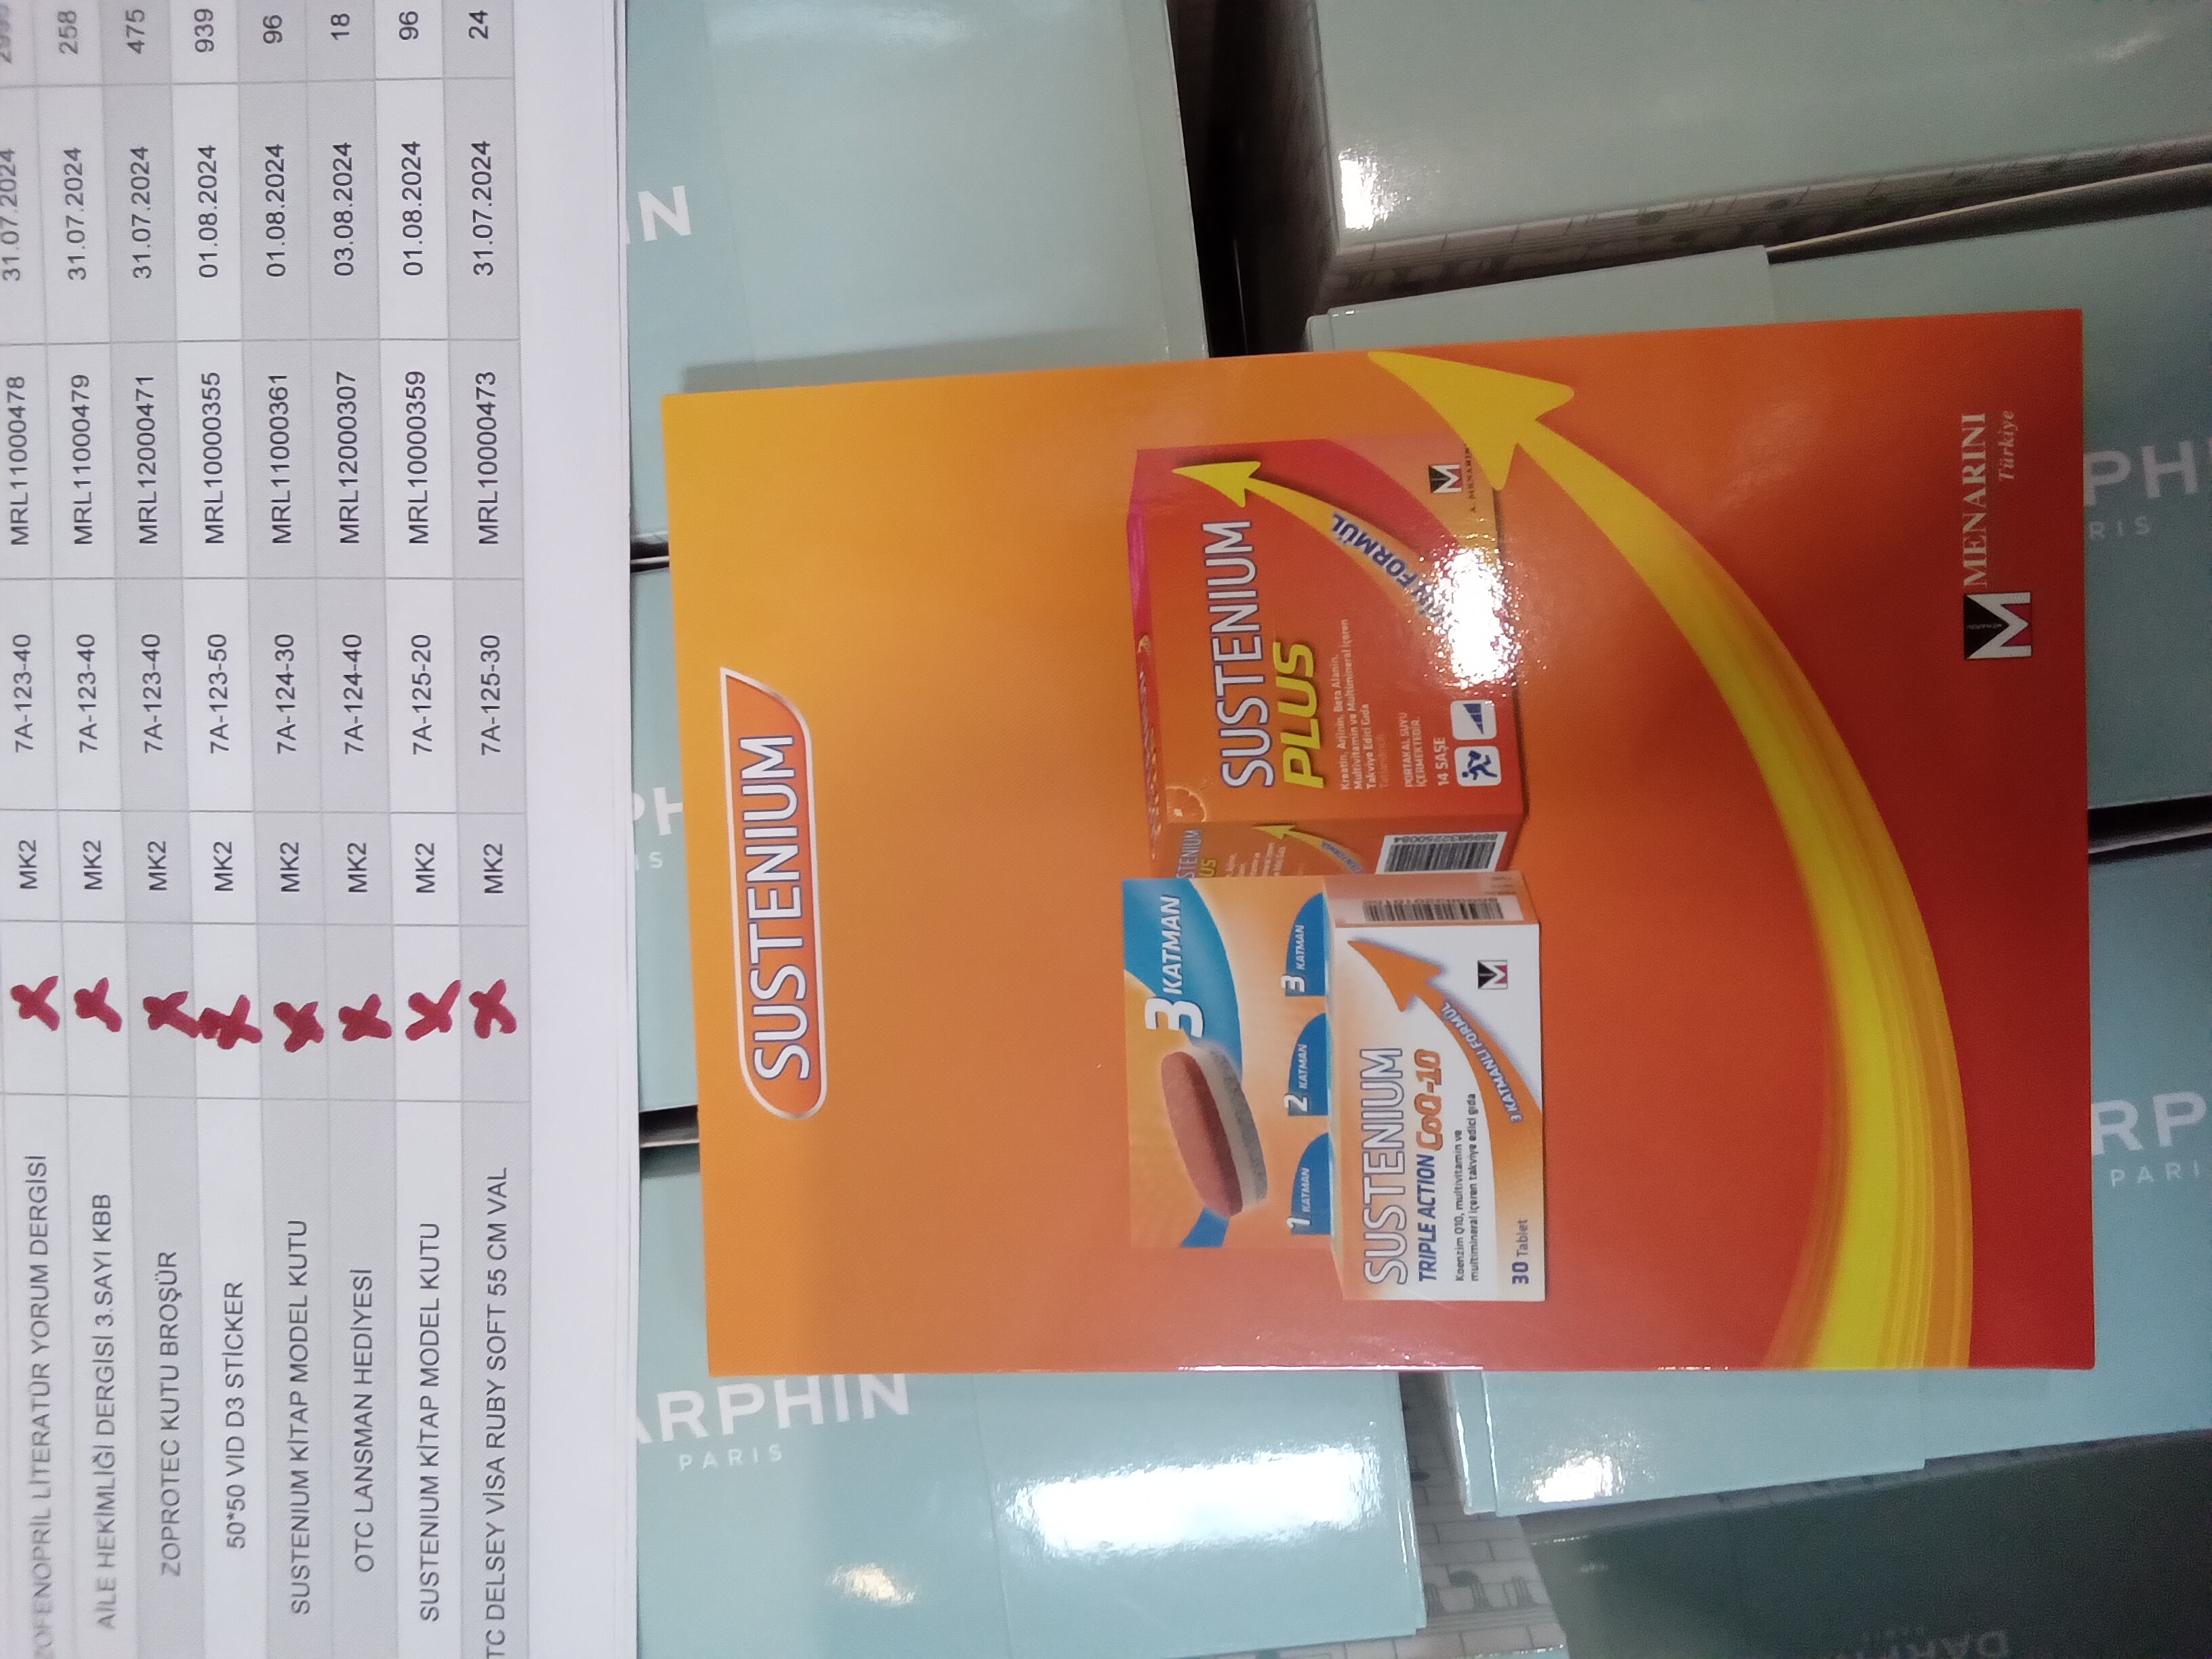 ZOFENOPRİL LİTERATÜR YORUM DERGİSİ MK2 7A-123-40 MRL11000478 31.07.2024
AİLE HEKİMLİĞİ DERGİSİ 3.SAYI KBB MK2 7A-123-40 MRL11000479 31.07.2024 258
ZOPROTEC KUTU BROŞÜR MK2 7A-123-40 MRL12000471 31.07.2024 475
50*50 VID D3 STİCKER MK2 7A-123-50 MRL10000355 01.08.2024 939
SUSTENIUM KİTAP MODEL KUTU MK2 7A-124-30 MRL11000361 01.08.2024 96
OTC LANSMAN HEDİYESİ MK2 7A-124-40 MRL12000307 03.08.2024 18
SUSTENIUM KİTAP MODEL KUTU MK2 7A-125-20 MRL10000359 01.08.2024 96
TC DELSEY VİSA RUBY SOFT 55 CM VAL MK2 7A-125-30 MRL10000473 31.07.2024 24
ARPHIN
PARIS
SUSTENIUM
3 KATMAN
1 KATMAN
2 KATMAN
3 KATMAN
SUSTENIUM
TRIPLE ACTION CoQ-10
Koenzim Q10, multivitamin ve
multimineral içeren takviye edici gıda
3 KATMANLI FORMÜL
30 Tablet
SUSTENIUM
PLUS
Kreatin, Arjinin, Beta Alanin,
Multivitamin ve Multimineral içeren
Takviye Edici Gıda
PORTAKAL SUYU
İÇERMEKTEDİR.
14 SAŞE
FORMÜL
A. MENARINI
MENARINI
Türkiye
ARP
PARI
PHIN
RIS